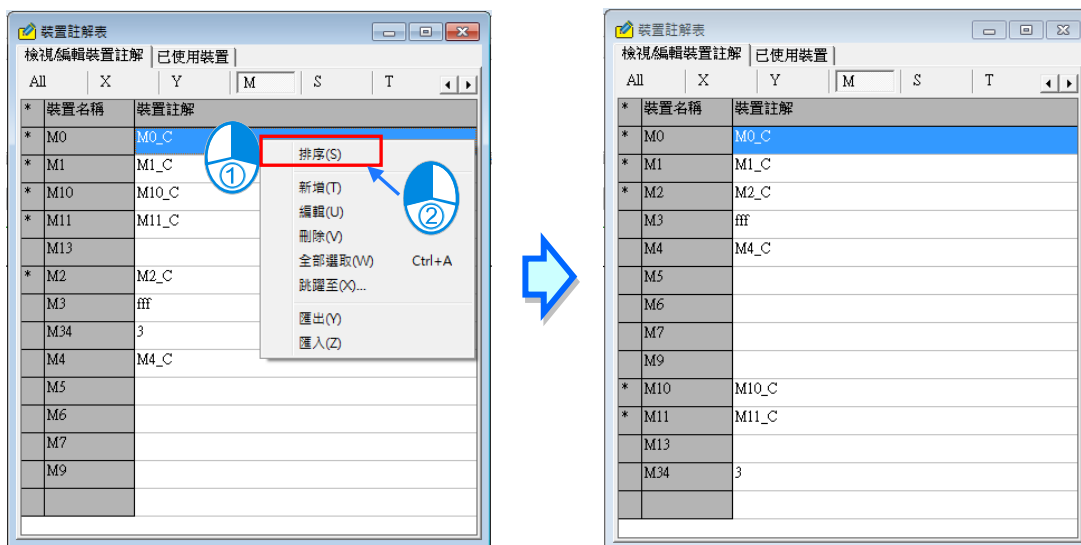 裝置註解表
檢視/編輯裝置註解 已使用裝置
All X Y M S T
* 裝置名稱 裝置註解
* M0 M0_C
* M1 M1_C
* M10 M10_C
* M11 M11_C
M13
* M2 M2_C
M3 fff
M34 3
M4 M4_C
M5
M6
M7
M9
排序(S)
新增(T)
編輯(U)
刪除(V)
全部選取(W) Ctrl+A
跳躍至(X)...
匯出(Y)
匯入(Z)
①
②
裝置註解表
檢視/編輯裝置註解 已使用裝置
All X Y M S T
* 裝置名稱 裝置註解
* M0 M0_C
* M1 M1_C
* M2 M2_C
M3 fff
M4 M4_C
M5
M6
M7
M9
* M10 M10_C
* M11 M11_C
M13
M34 3